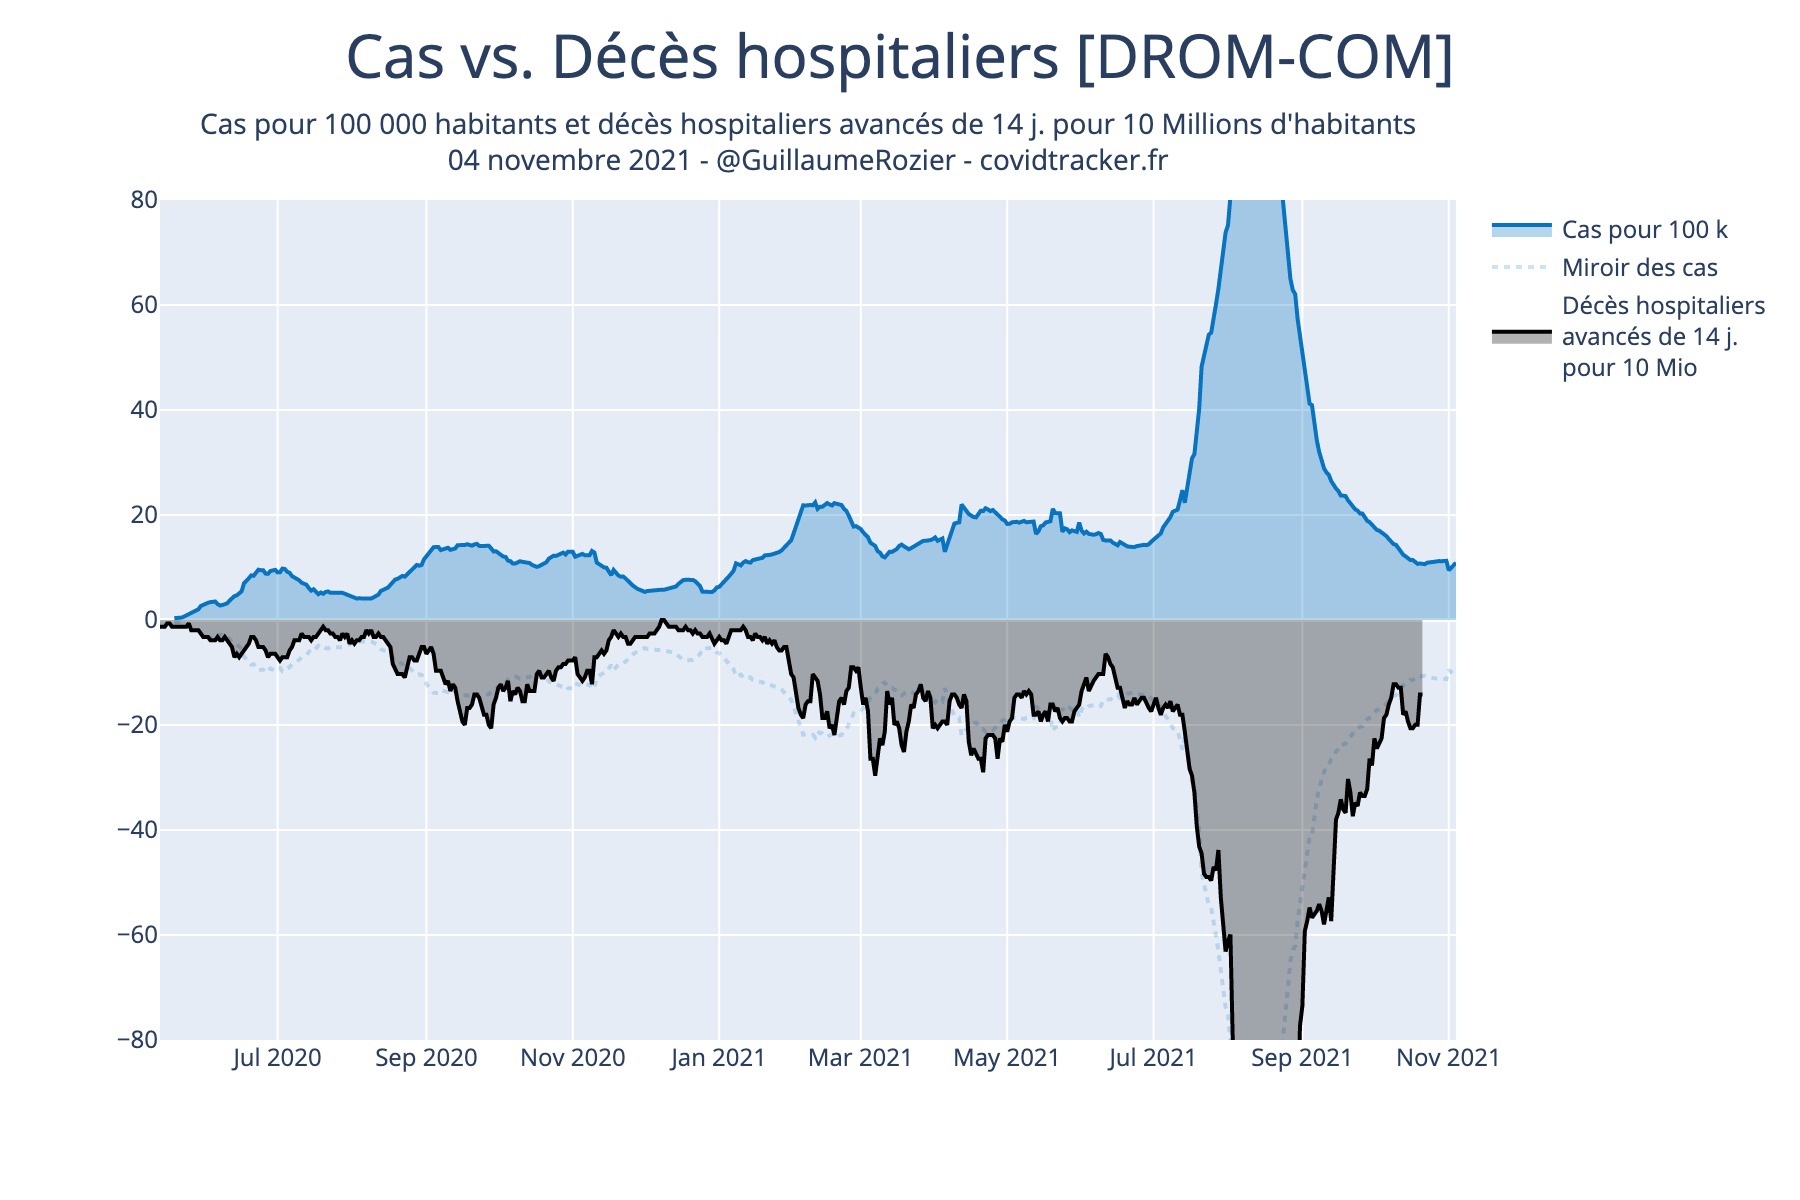 Cas vs. Décès hospitaliers [DROM-COM]
Cas pour 100 000 habitants et décès hospitaliers avancés de 14 j. pour 10 Millions d'habitants
04 novembre 2021 - @GuillaumeRozier - covidtracker.fr
80
60
40
20
0
−20
−40
−60
−80
Jul 2020
Sep 2020
Nov 2020
Jan 2021
Mar 2021
May 2021
Jul 2021
Sep 2021
Nov 2021
Cas pour 100 k
Miroir des cas
Décès hospitaliers
avancés de 14 j.
pour 10 Mio